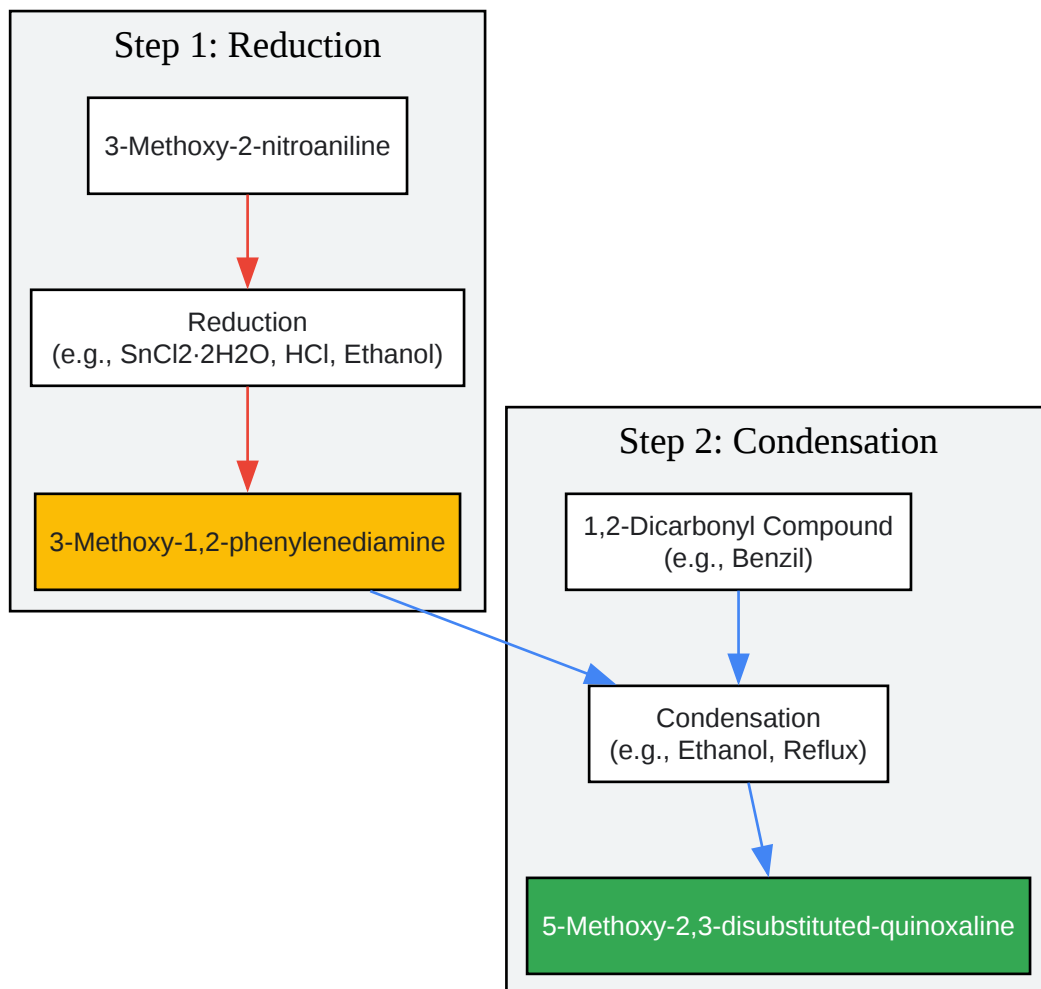 Step 1: Reduction
3-Methoxy-2-nitroaniline
Reduction
(e.g., SnCl2·2H2O, HCl, Ethanol)
3-Methoxy-1,2-phenylenediamine
Step 2: Condensation
1,2-Dicarbonyl Compound
(e.g., Benzil)
Condensation
(e.g., Ethanol, Reflux)
5-Methoxy-2,3-disubstituted-quinoxaline